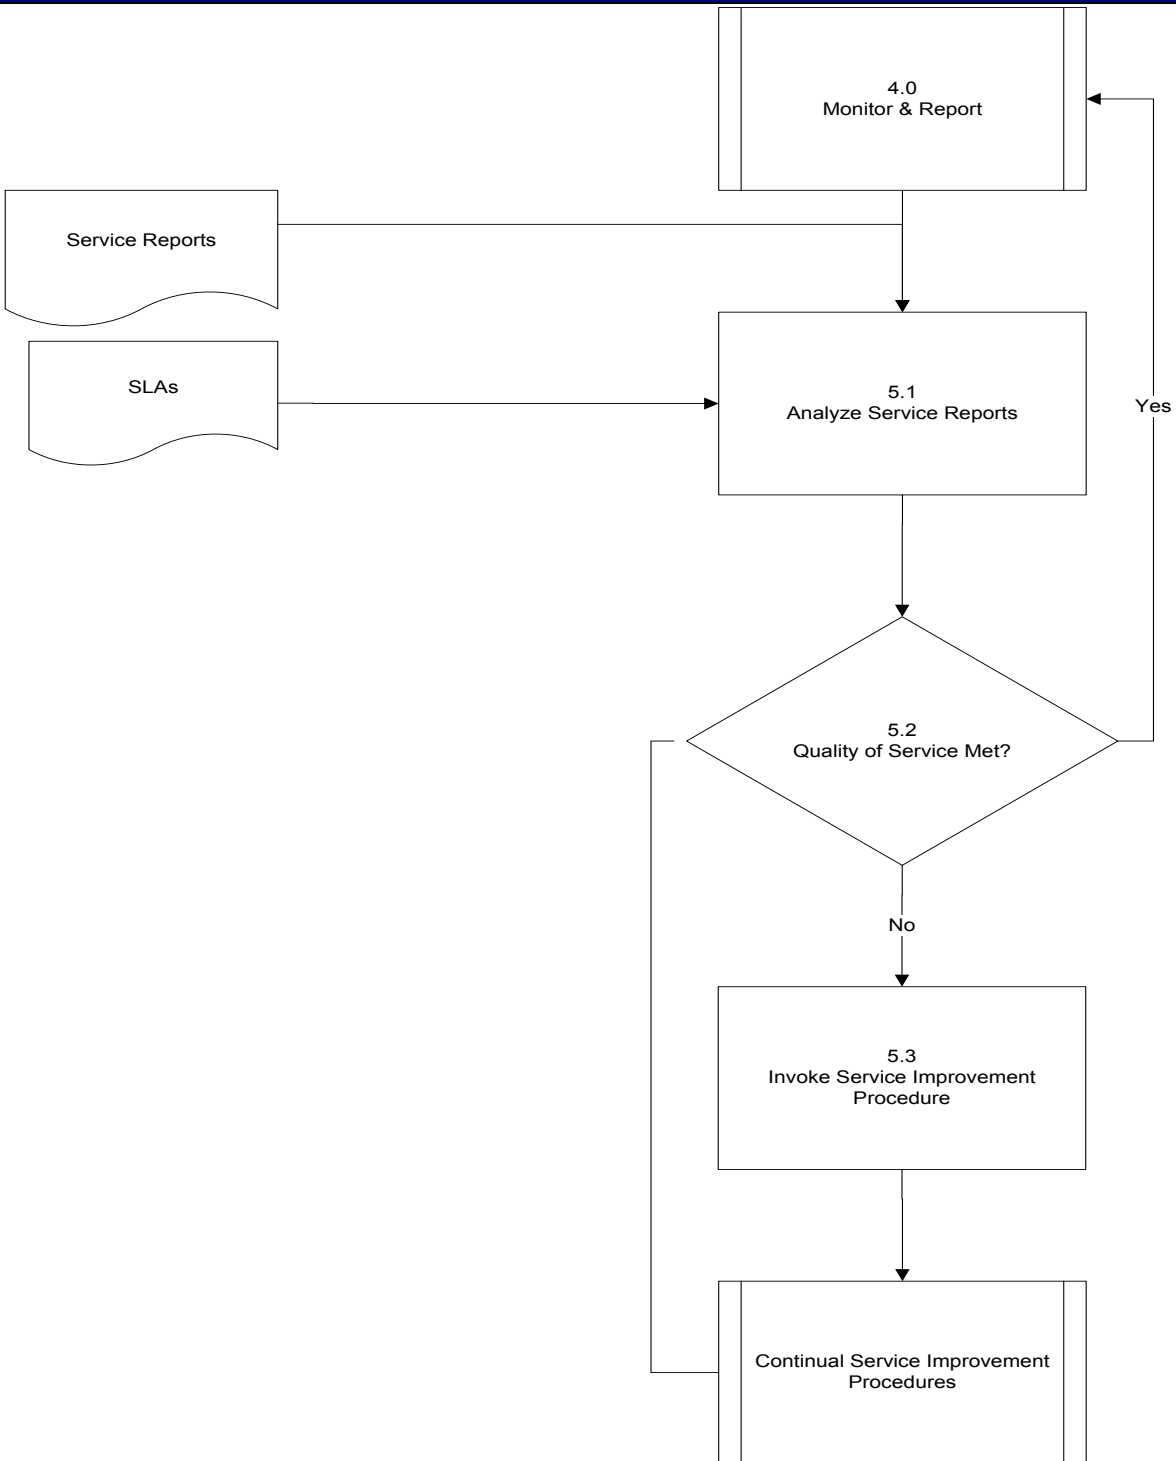 4.0
Monitor & Report
Service Reports
SLAs
5.1
Analyze Service Reports
Yes
5.2
Quality of Service Met?
No
5.3
Invoke Service Improvement
Procedure
Continual Service Improvement
Procedures